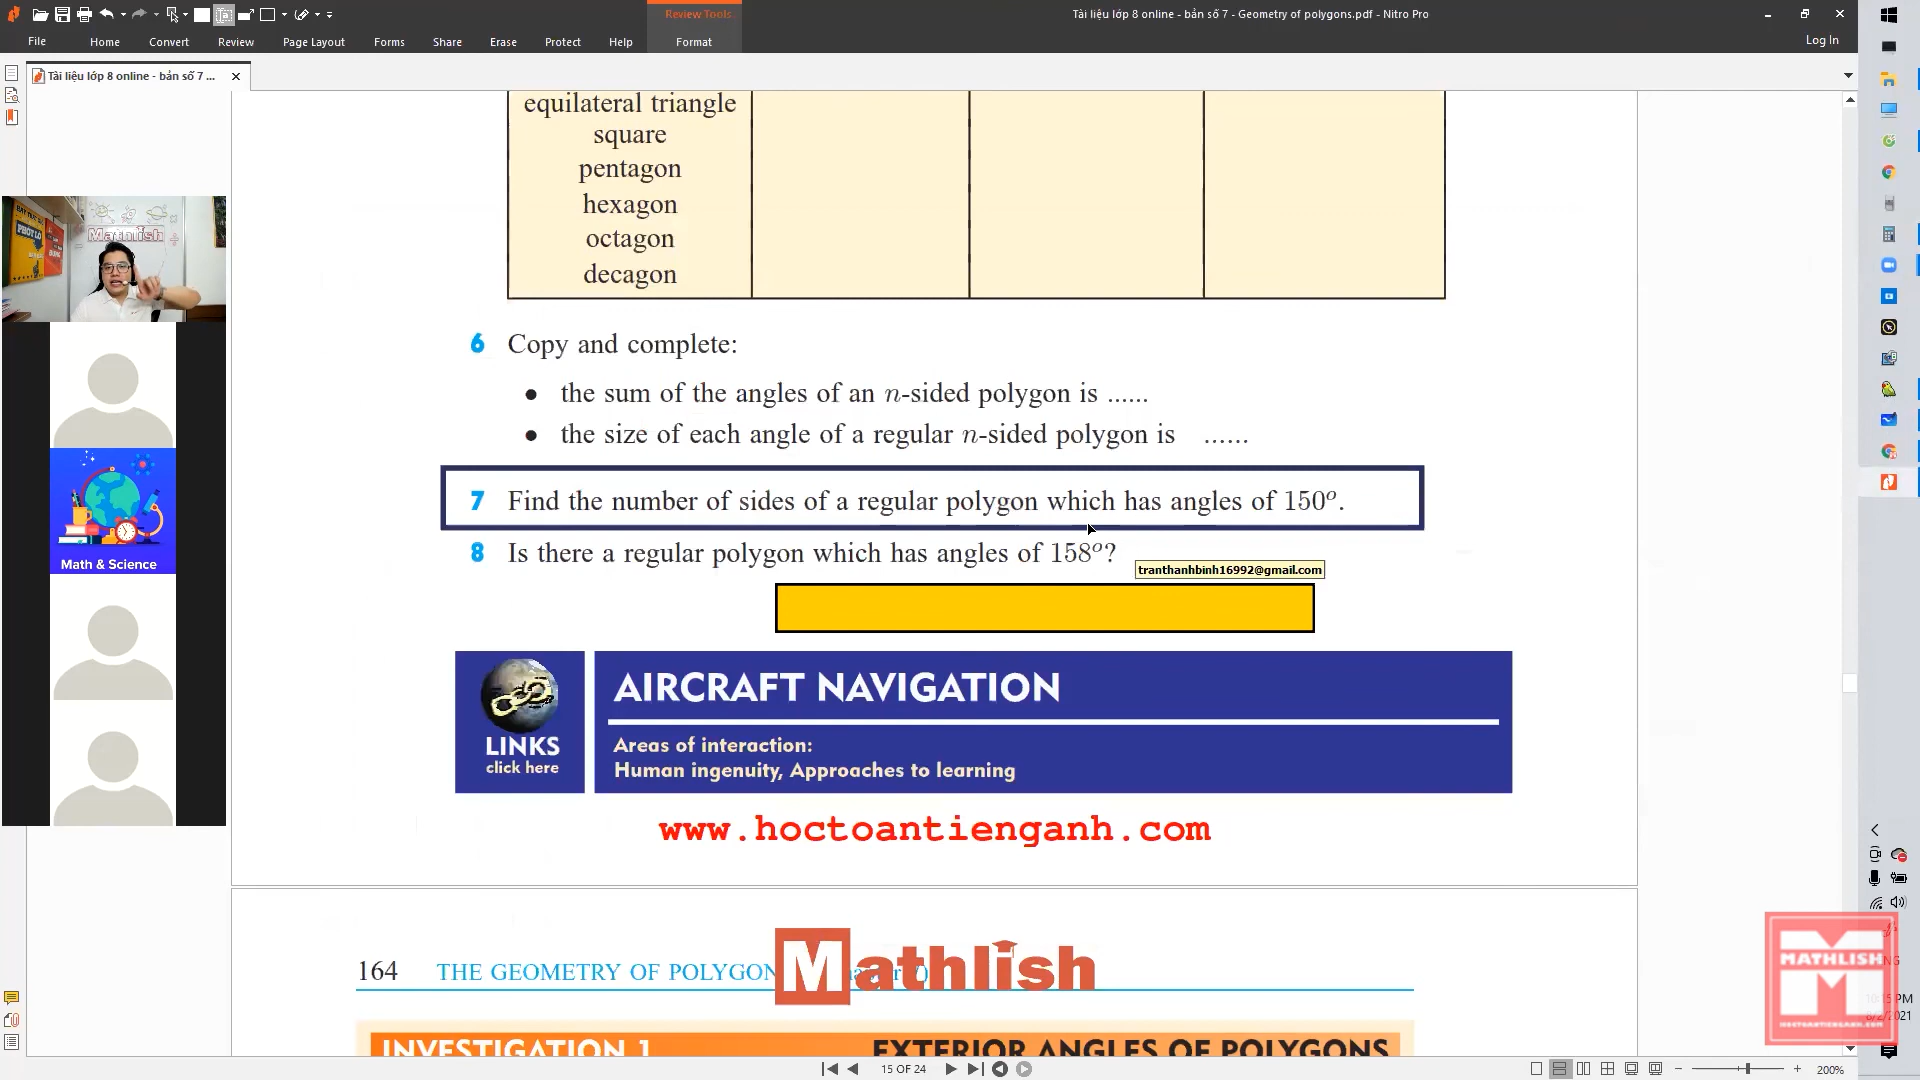 Review Tools
Tài liệu lớp 8 online - bản số 7 - Geometry of polygons.pdf - Nitro Pro
File
Home
Convert
Review
Page Layout
Forms
Share
Erase
Protect
Help
Format
Log In
Tài liệu lớp 8 online - bản số 7 ...
equilateral triangle
square
pentagon
hexagon
octagon
decagon
6 Copy and complete:
• the sum of the angles of an n-sided polygon is ......
• the size of each angle of a regular n-sided polygon is ......
7 Find the number of sides of a regular polygon which has angles of 150°.
8 Is there a regular polygon which has angles of 158°?
tranthanhbinh16992@gmail.com
Mathlish
Math & Science
LINKS
click here
AIRCRAFT NAVIGATION
Areas of interaction:
Human ingenuity, Approaches to learning
www.hoctoantienganh.com
164 THE GEOMETRY OF POLYGON
Mathlish
INVESTIGATION 1 EXTERIOR ANGLES OF POLYGONS
MATHLISH
HOCTOANTIENGANH.COM
8/2/2021
15 OF 24
200%